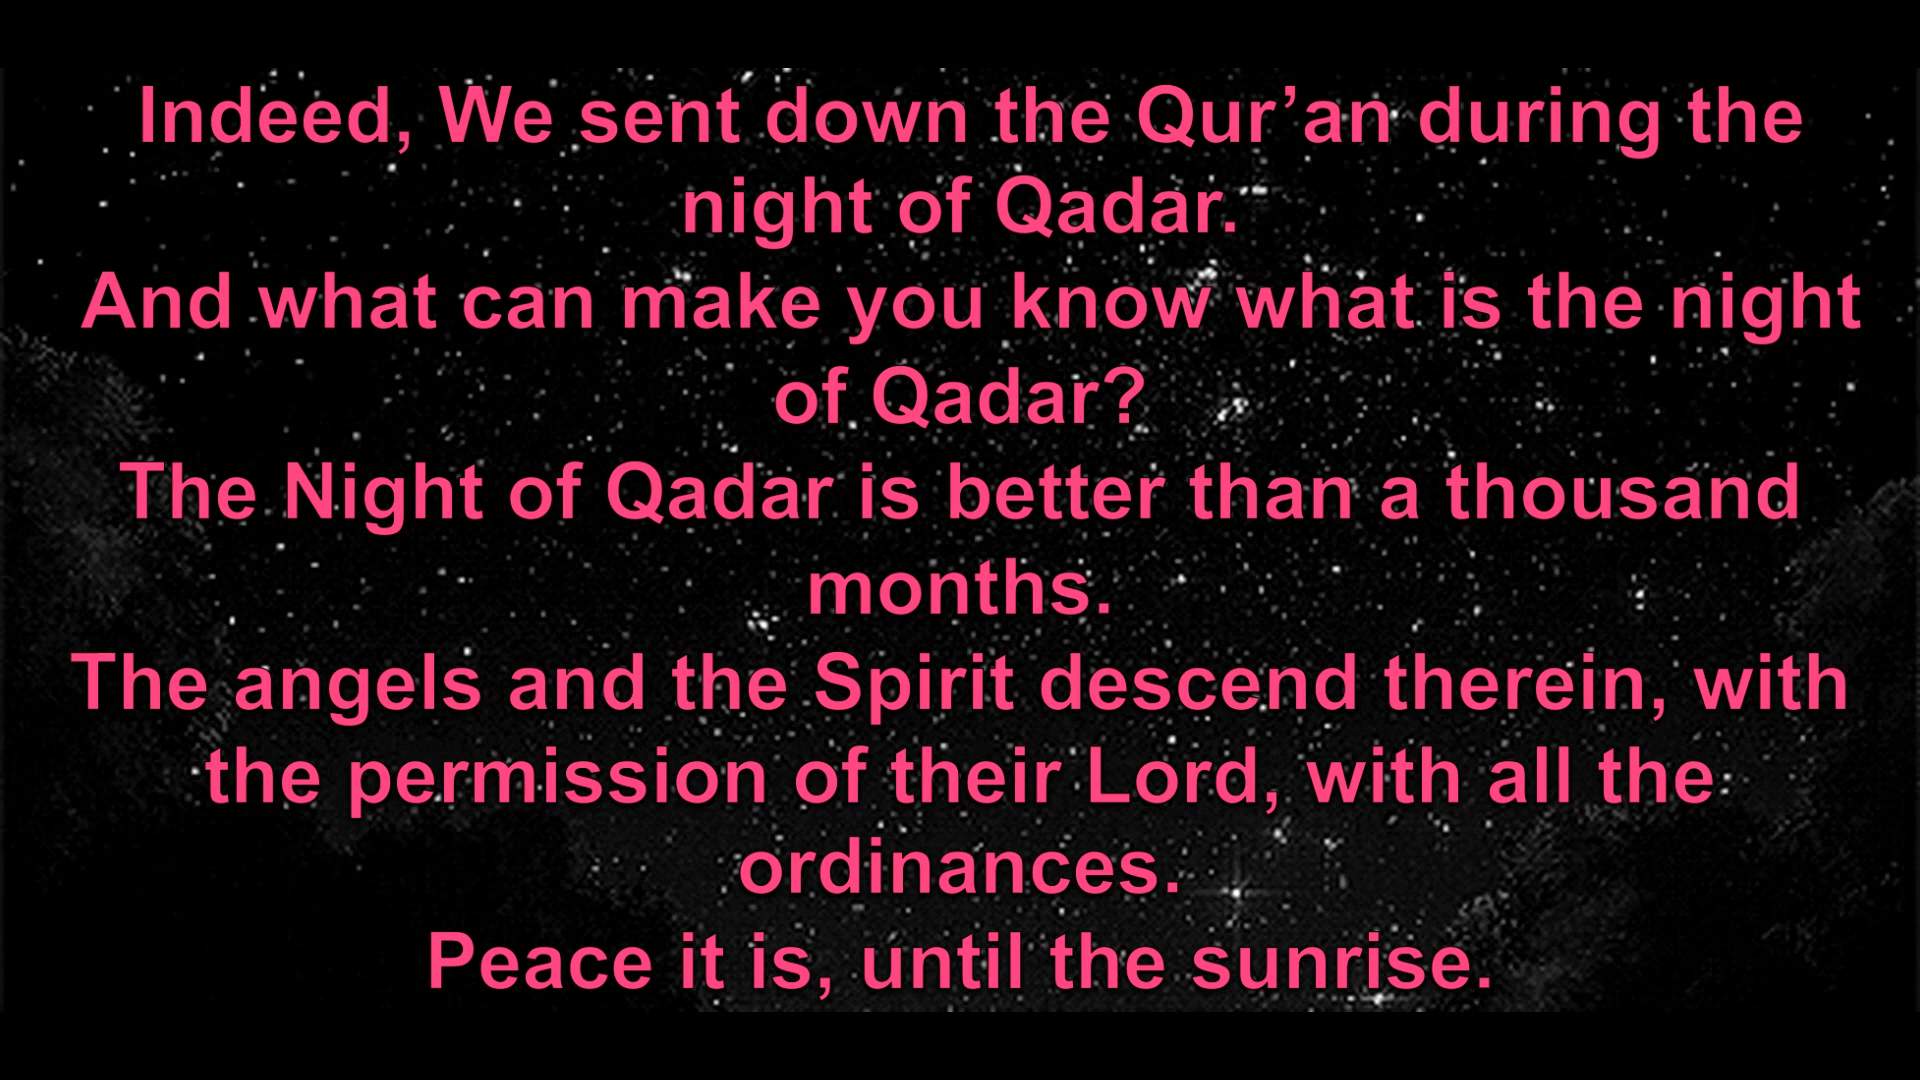 Indeed, We sent down the Qur’an during the
night of Qadar.
And what can make you know what is the night
of Qadar?
The Night of Qadar is better than a thousand
months.
The angels and the Spirit descend therein, with
the permission of their Lord, with all the
ordinances.
Peace it is, until the sunrise.